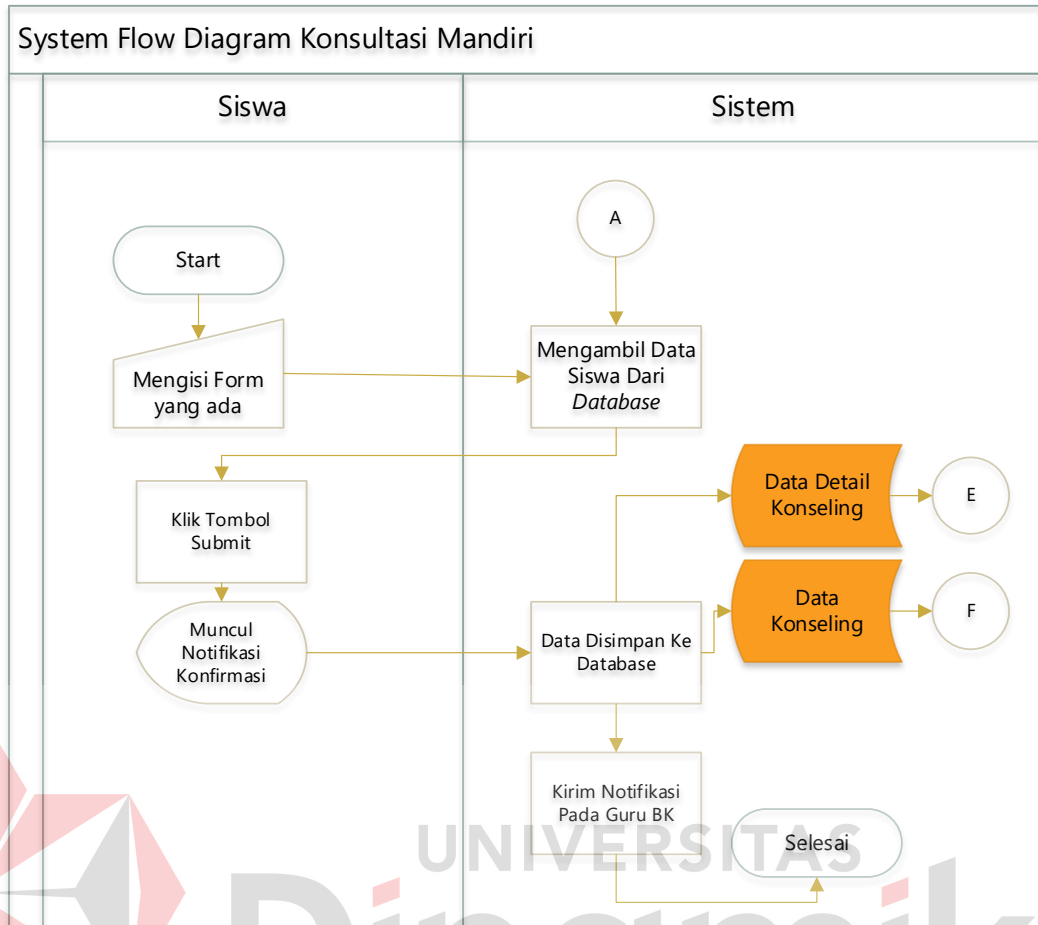 System Flow Diagram Konsultasi Mandiri
Siswa
Sistem
A
Start
Mengambil Data
Siswa Dari
Database
Mengisi Form
yang ada
Data Detail
Konseling
E
Klik Tombol
Submit
Data
Konseling
F
Muncul
Notifikasi
Konfirmasi
Data Disimpan Ke
Database
Kirim Notifikasi
Pada Guru BK
Selesai
UNIVERSITAS
Dinamik